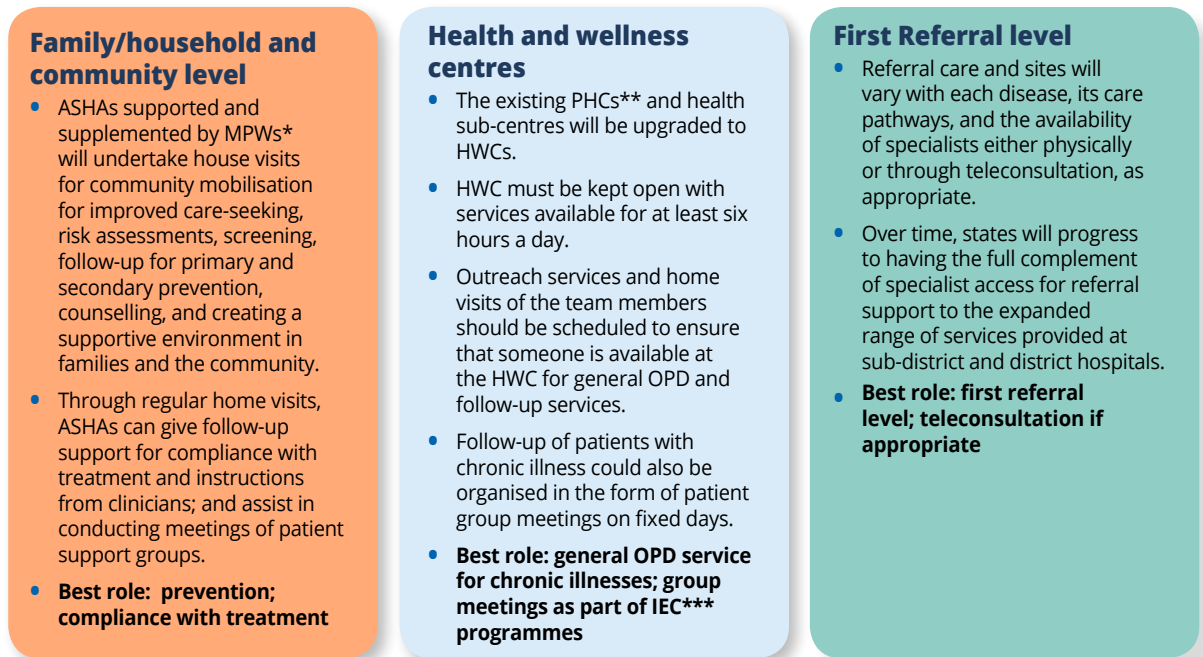 Family/household and
community level
• ASHAs supported and
supplemented by MPWs*
will undertake house visits
for community mobilisation
for improved care-seeking,
risk assessments, screening,
follow-up for primary and
secondary prevention,
counselling, and creating a
supportive environment in
families and the community.
• Through regular home visits,
ASHAs can give follow-up
support for compliance with
treatment and instructions
from clinicians; and assist in
conducting meetings of patient
support groups.
• Best role: prevention;
compliance with treatment
Health and wellness
centres
• The existing PHCs** and health
sub-centres will be upgraded to
HWCs.
• HWC must be kept open with
services available for at least six
hours a day.
• Outreach services and home
visits of the team members
should be scheduled to ensure
that someone is available at
the HWC for general OPD and
follow-up services.
• Follow-up of patients with
chronic illness could also be
organised in the form of patient
group meetings on fixed days.
• Best role: general OPD service
for chronic illnesses; group
meetings as part of IEC***
programmes
First Referral level
• Referral care and sites will
vary with each disease, its care
pathways, and the availability
of specialists either physically
or through teleconsultation, as
appropriate.
• Over time, states will progress
to having the full complement
of specialist access for referral
support to the expanded
range of services provided at
sub-district and district hospitals.
• Best role: first referral
level; teleconsultation if
appropriate